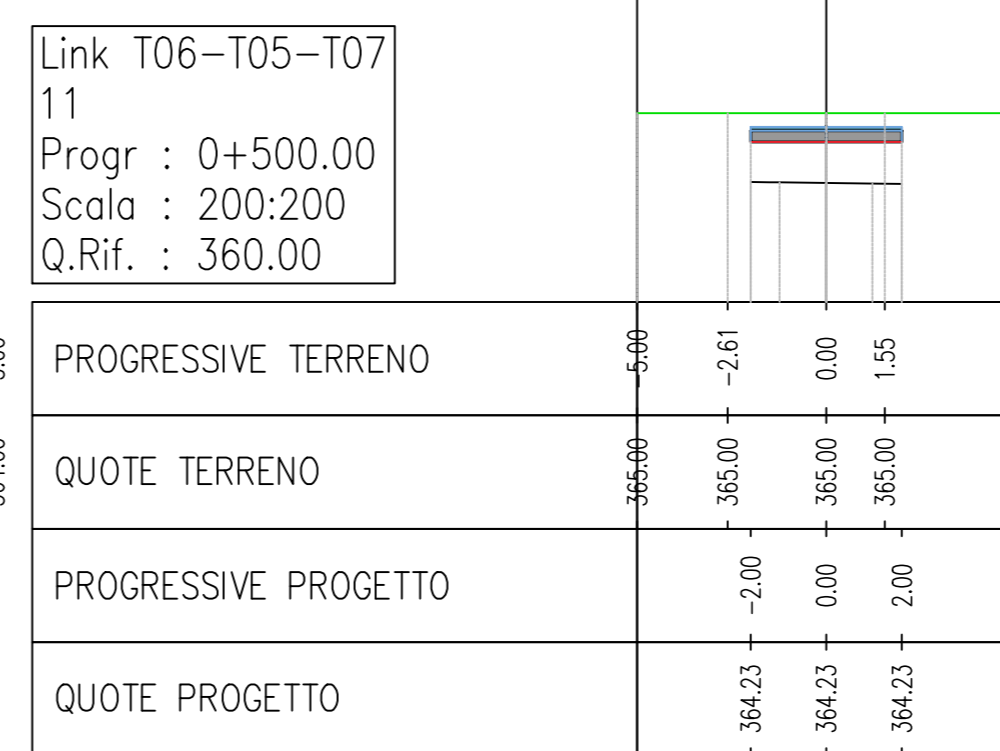 Link T06-T05-T07
11
Progr : 0+500.00
Scala : 200:200
Q.Rif. : 360.00
PROGRESSIVE TERRENO -5.00 -2.61 0.00 1.55
QUOTE TERRENO 365.00 365.00 365.00 365.00
PROGRESSIVE PROGETTO -2.00 0.00 2.00
QUOTE PROGETTO 364.23 364.23 364.23